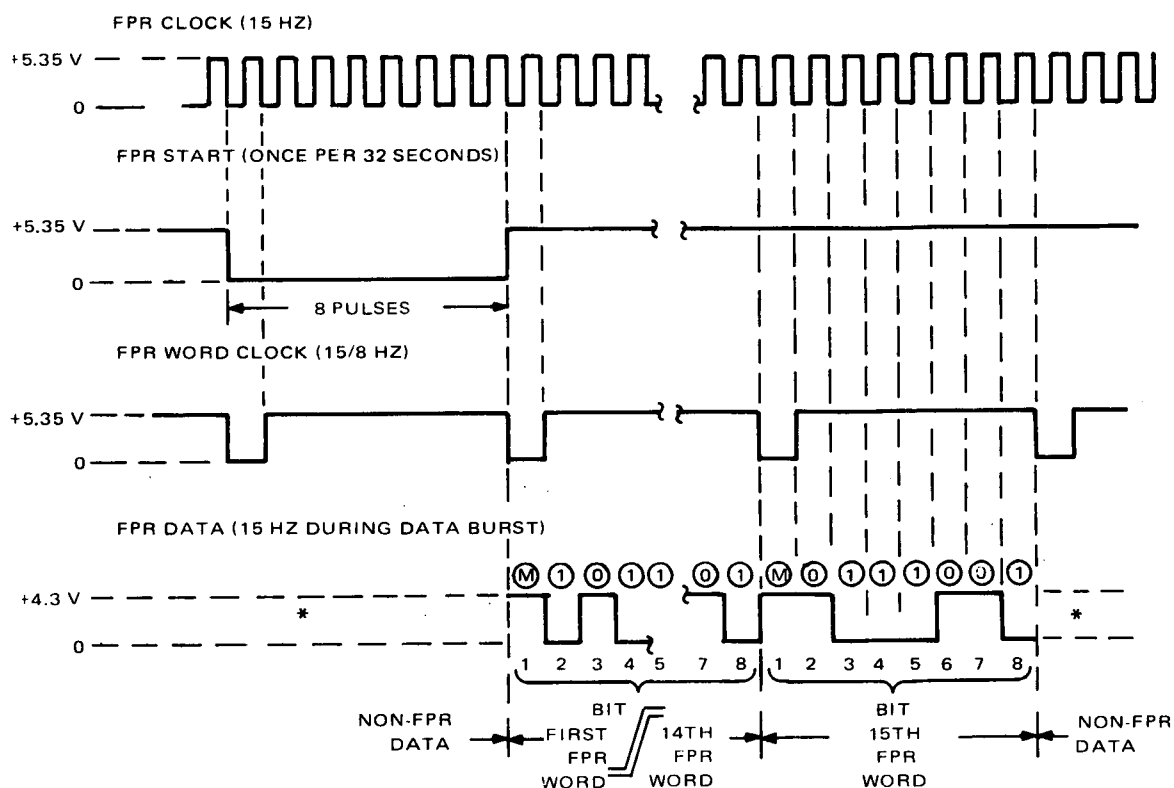 FPR CLOCK (15 HZ)
+5.35 V
0
FPR START (ONCE PER 32 SECONDS)
+5.35 V
0
8 PULSES
FPR WORD CLOCK (15/8 HZ)
+5.35 V
0
FPR DATA (15 HZ DURING DATA BURST)
M 1 0 1 1 0 1 M 0 1 1 1 0 0 1
+4.3 V
* *
0
1 2 3 4 5 7 8 1 2 3 4 5 6 7 8
NON-FPR DATA
BIT
FIRST FPR WORD
14TH FPR WORD
BIT
15TH FPR WORD
NON-FPR DATA